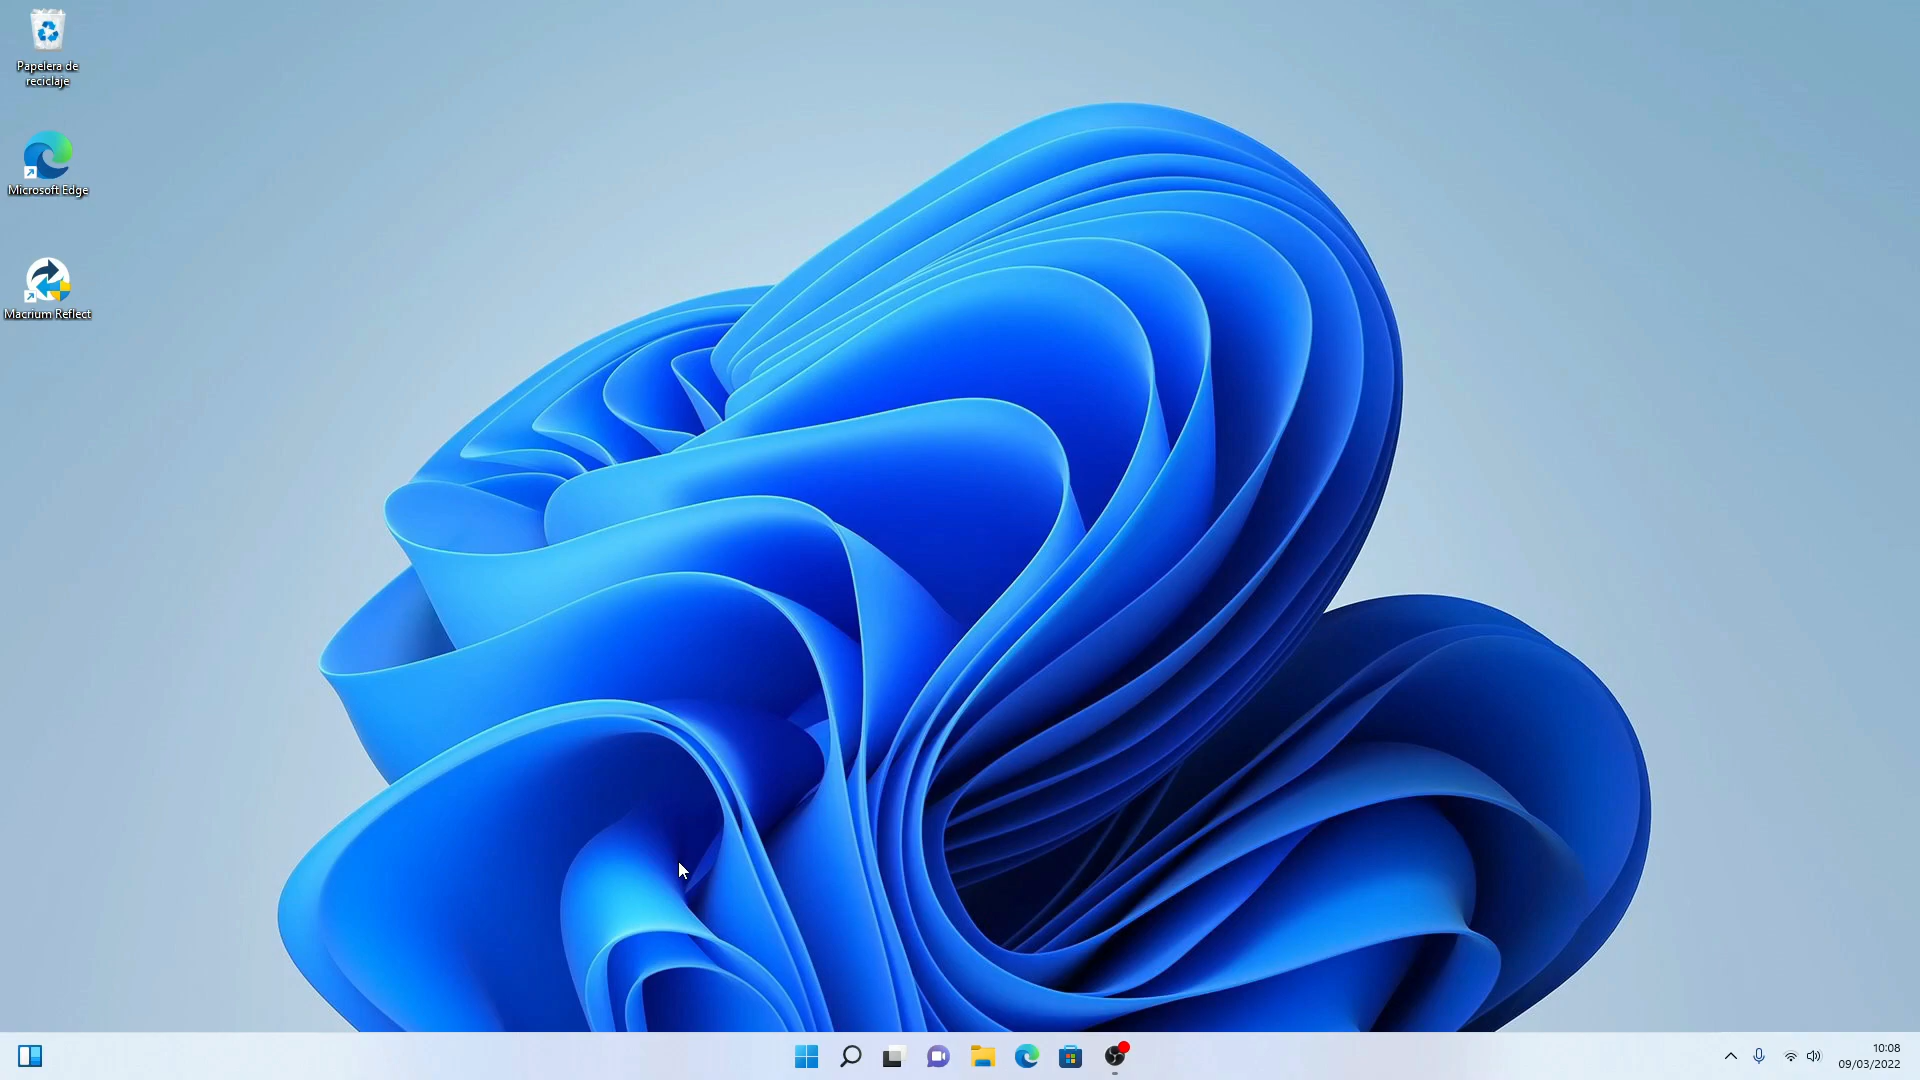 Papelera de
reciclaje
Microsoft Edge
Macrium Reflect
10:08
09/03/2022